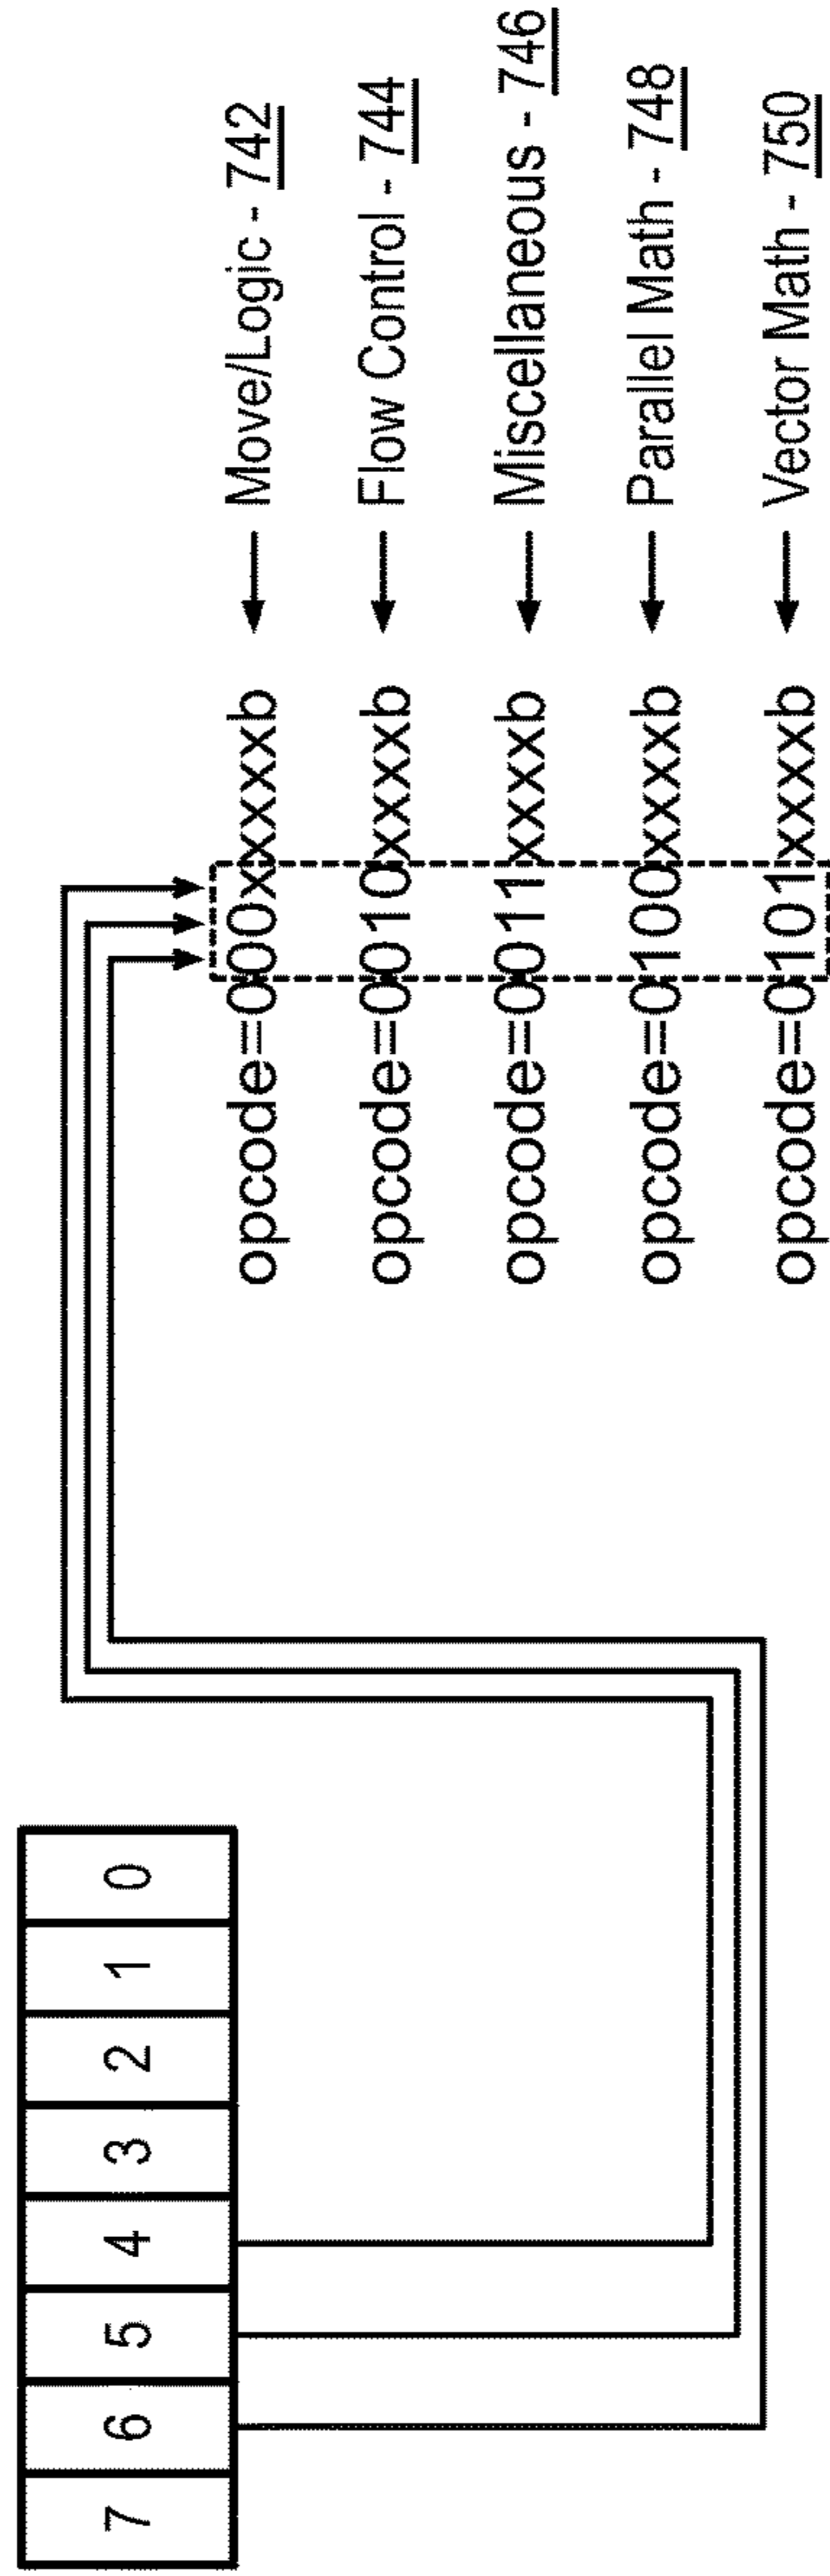 7 6 5 4 3 2 1 0
opcode=000xxxxxb Move/Logic - 742
opcode=0010xxxxb Flow Control - 744
opcode=0011xxxxb Miscellaneous - 746
opcode=0100xxxxb Parallel Math - 748
opcode=0101xxxxb Vector Math - 750